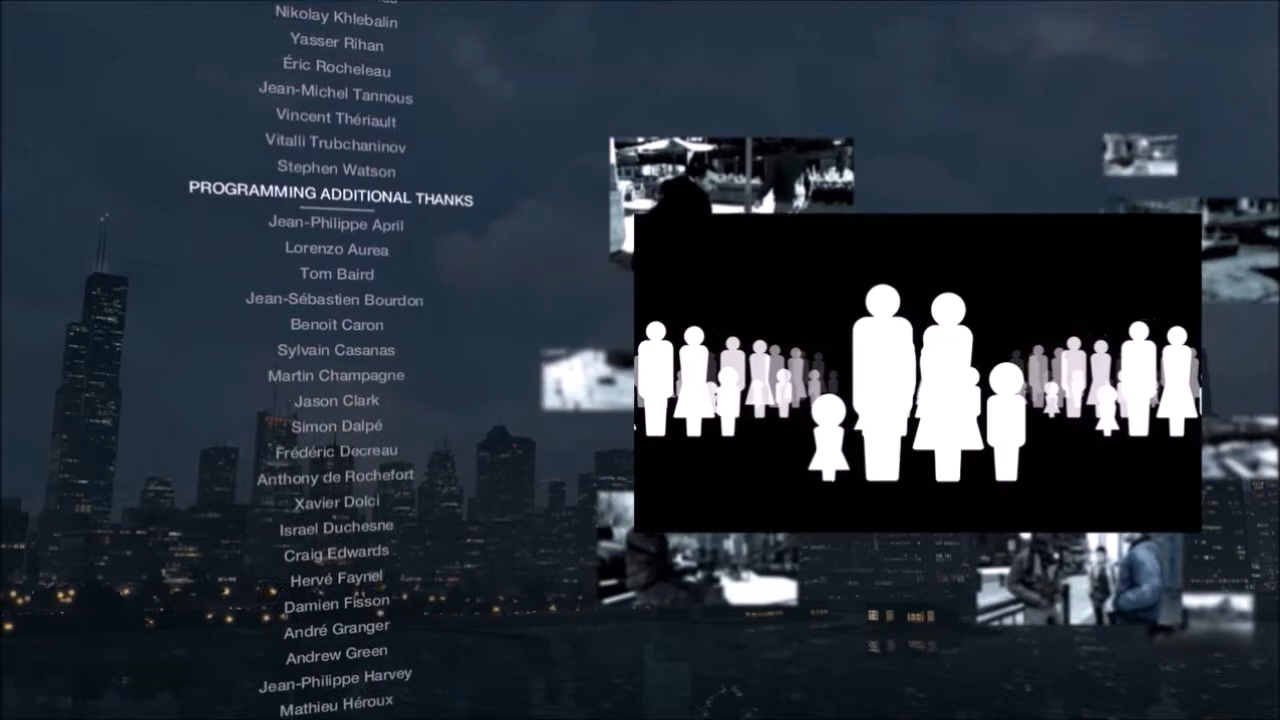 Nikolay Khlebalin
Yasser Rihan
Éric Rocheleau
Jean-Michel Tannous
Vincent Thériault
Vitalli Trubchaninov
Stephen Watson
PROGRAMMING ADDITIONAL THANKS
Jean-Philippe April
Lorenzo Aurea
Tom Baird
Jean-Sébastien Bourdon
Benoit Caron
Sylvain Casanas
Martin Champagne
Jason Clark
Simon Dalpé
Frédéric Decreau
Anthony de Rochefort
Xavier Dolci
Israel Duchesne
Craig Edwards
Hervé Faynel
Damien Fisson
André Granger
Andrew Green
Jean-Philippe Harvey
Mathieu Héroux